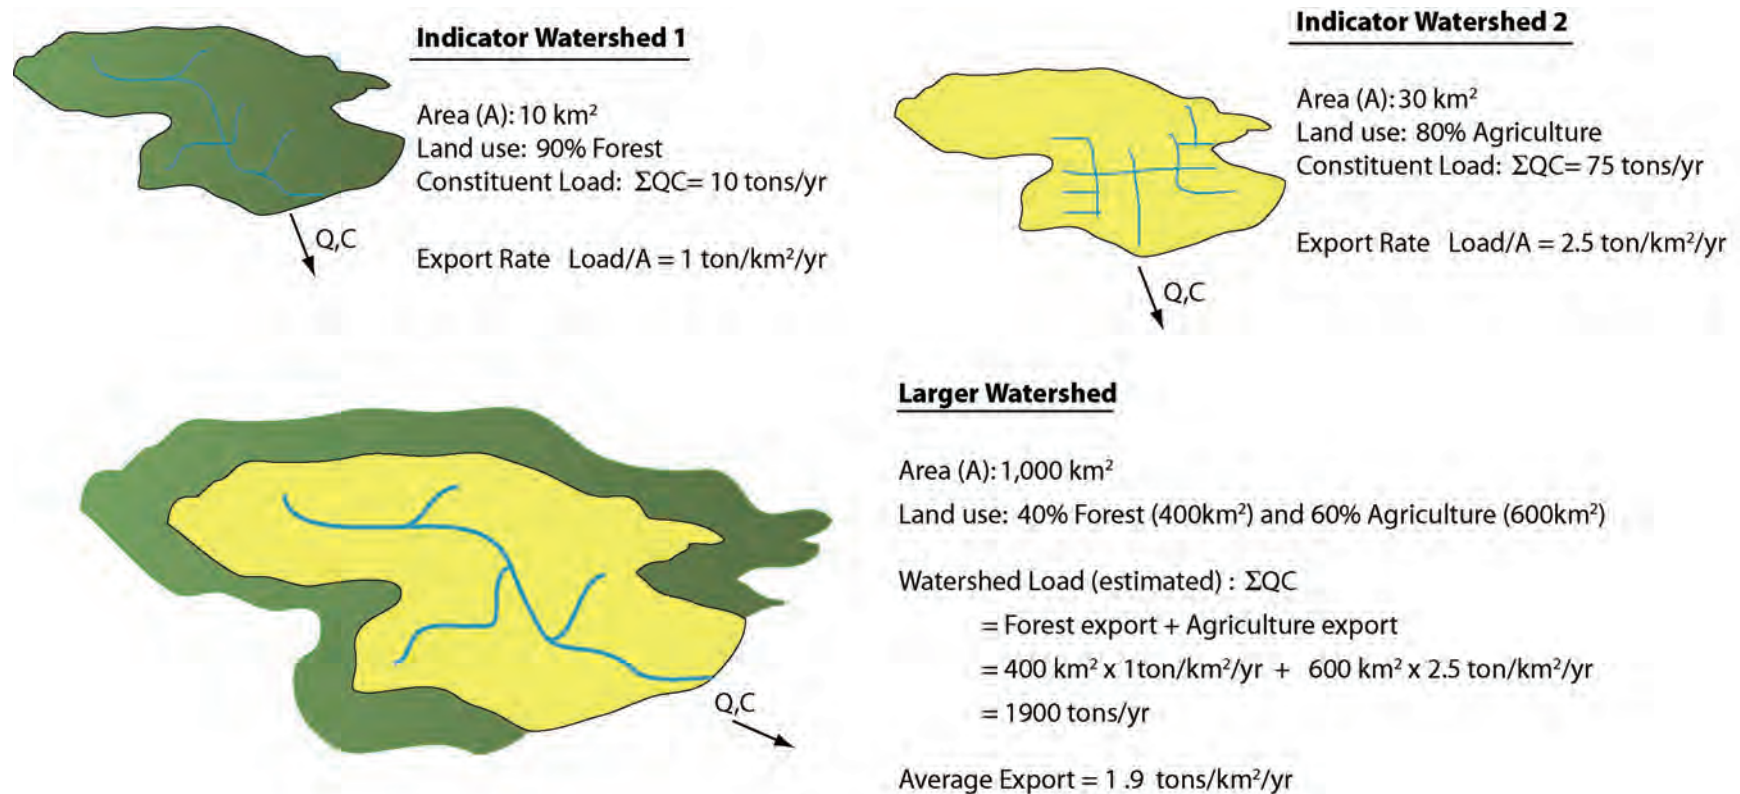 Indicator Watershed 1
Area (A): 10 km²
Land use: 90% Forest
Constituent Load: ΣQC= 10 tons/yr
Q,C
Export Rate Load/A = 1 ton/km²/yr
Indicator Watershed 2
Area (A): 30 km²
Land use: 80% Agriculture
Constituent Load: ΣQC= 75 tons/yr
Export Rate Load/A = 2.5 ton/km²/yr
Q,C
Larger Watershed
Area (A): 1,000 km²
Land use: 40% Forest (400km²) and 60% Agriculture (600km²)
Watershed Load (estimated) : ΣQC
= Forest export + Agriculture export
= 400 km² x 1ton/km²/yr + 600 km² x 2.5 ton/km²/yr
= 1900 tons/yr
Q,C
Average Export = 1 .9 tons/km²/yr